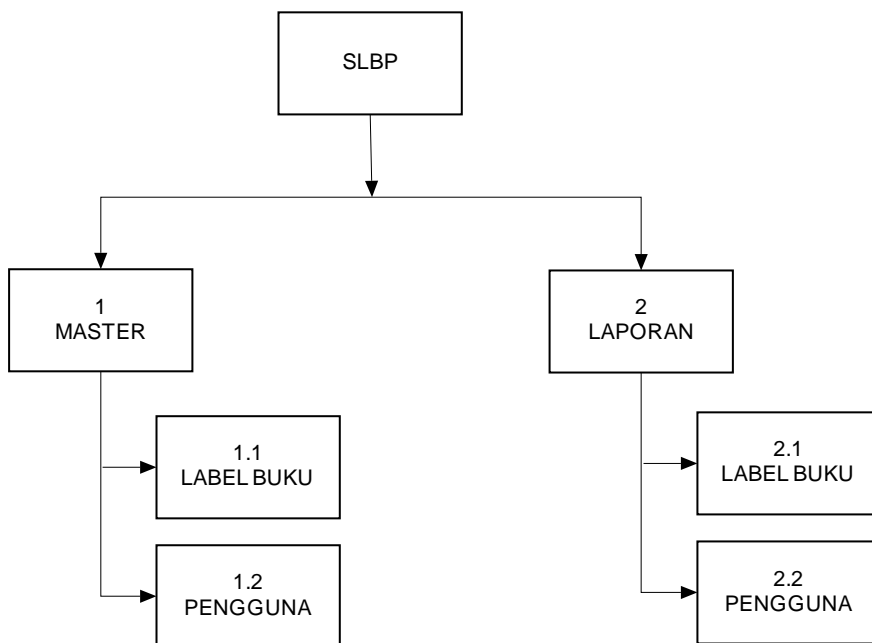 SLBP
1
MASTER
2
LAPORAN
1.1
LABEL BUKU
2.1
LABEL BUKU
1.2
PENGGUNA
2.2
PENGGUNA